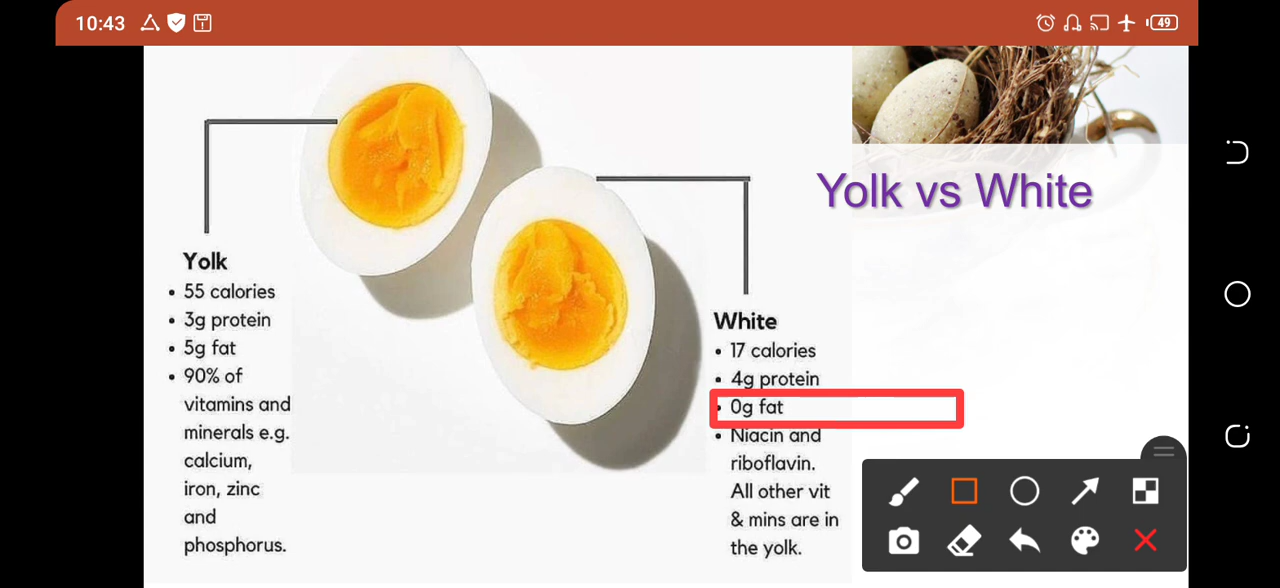 10:43
49
Yolk vs White
Yolk
• 55 calories
• 3g protein
• 5g fat
• 90% of
vitamins and
minerals e.g.
calcium,
iron, zinc
and
phosphorus.
White
• 17 calories
• 4g protein
• 0g fat
• Niacin and
riboflavin.
All other vit
& mins are in
the yolk.